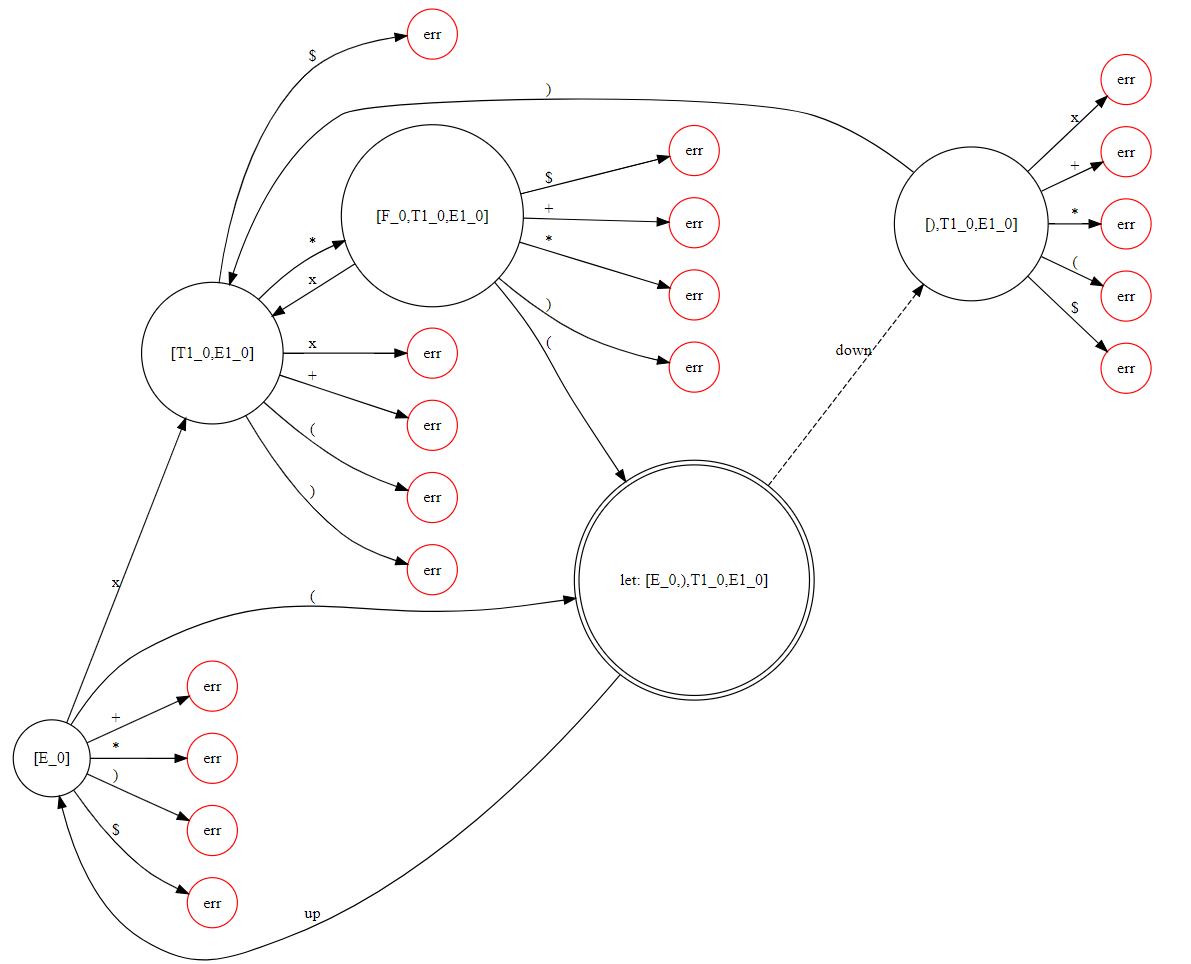 err
$
)
err
x
err
$
err
+
[F_0,T1_0,E1_0]
[),T1_0,E1_0]
+
err
*
err
*
*
err
(
x
err
)
$
[T1_0,E1_0]
x
err
(
down
err
err
+
err
(
)
err
err
let: [E_0,),T1_0,E1_0]
x
(
err
+
*
[E_0]
err
)
$
err
err
up